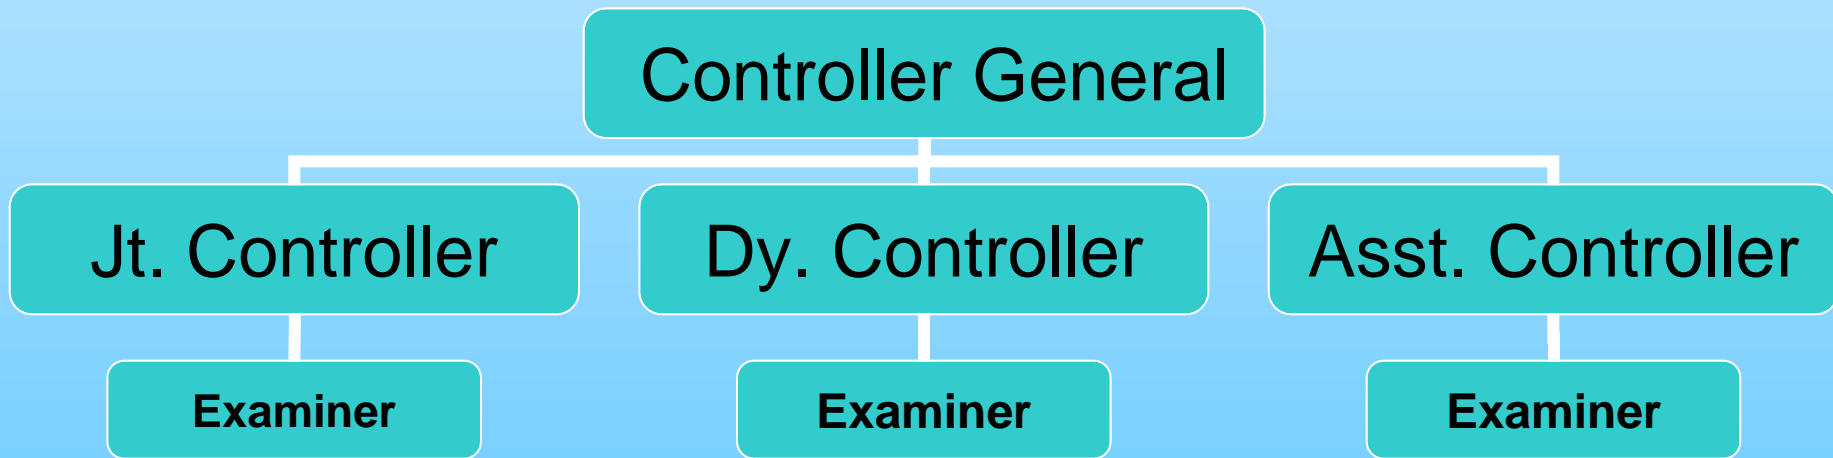 Controller General
Jt. Controller
Dy. Controller
Asst. Controller
Examiner
Examiner
Examiner